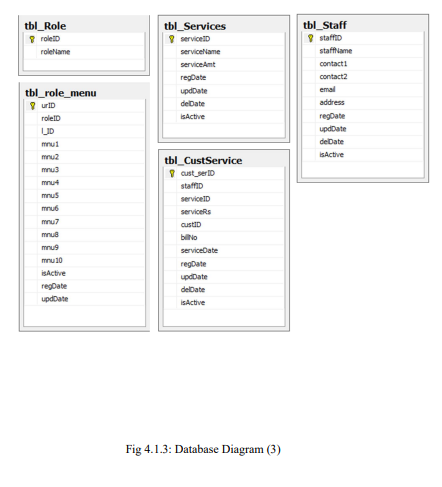 tbl_Role
roleID
roleName
tbl_role_menu
urID
roleID
l_ID
mnu1
mnu2
mnu3
mnu4
mnu5
mnu6
mnu7
mnu8
mnu9
mnu10
isActive
regDate
updDate
tbl_Services
serviceID
serviceName
serviceAmt
regDate
updDate
delDate
isActive
tbl_CustService
cust_serID
staffID
serviceID
serviceRs
custID
billNo
serviceDate
regDate
updDate
delDate
isActive
tbl_Staff
staffID
staffName
contact1
contact2
email
address
regDate
updDate
delDate
isActive
Fig 4.1.3: Database Diagram (3)